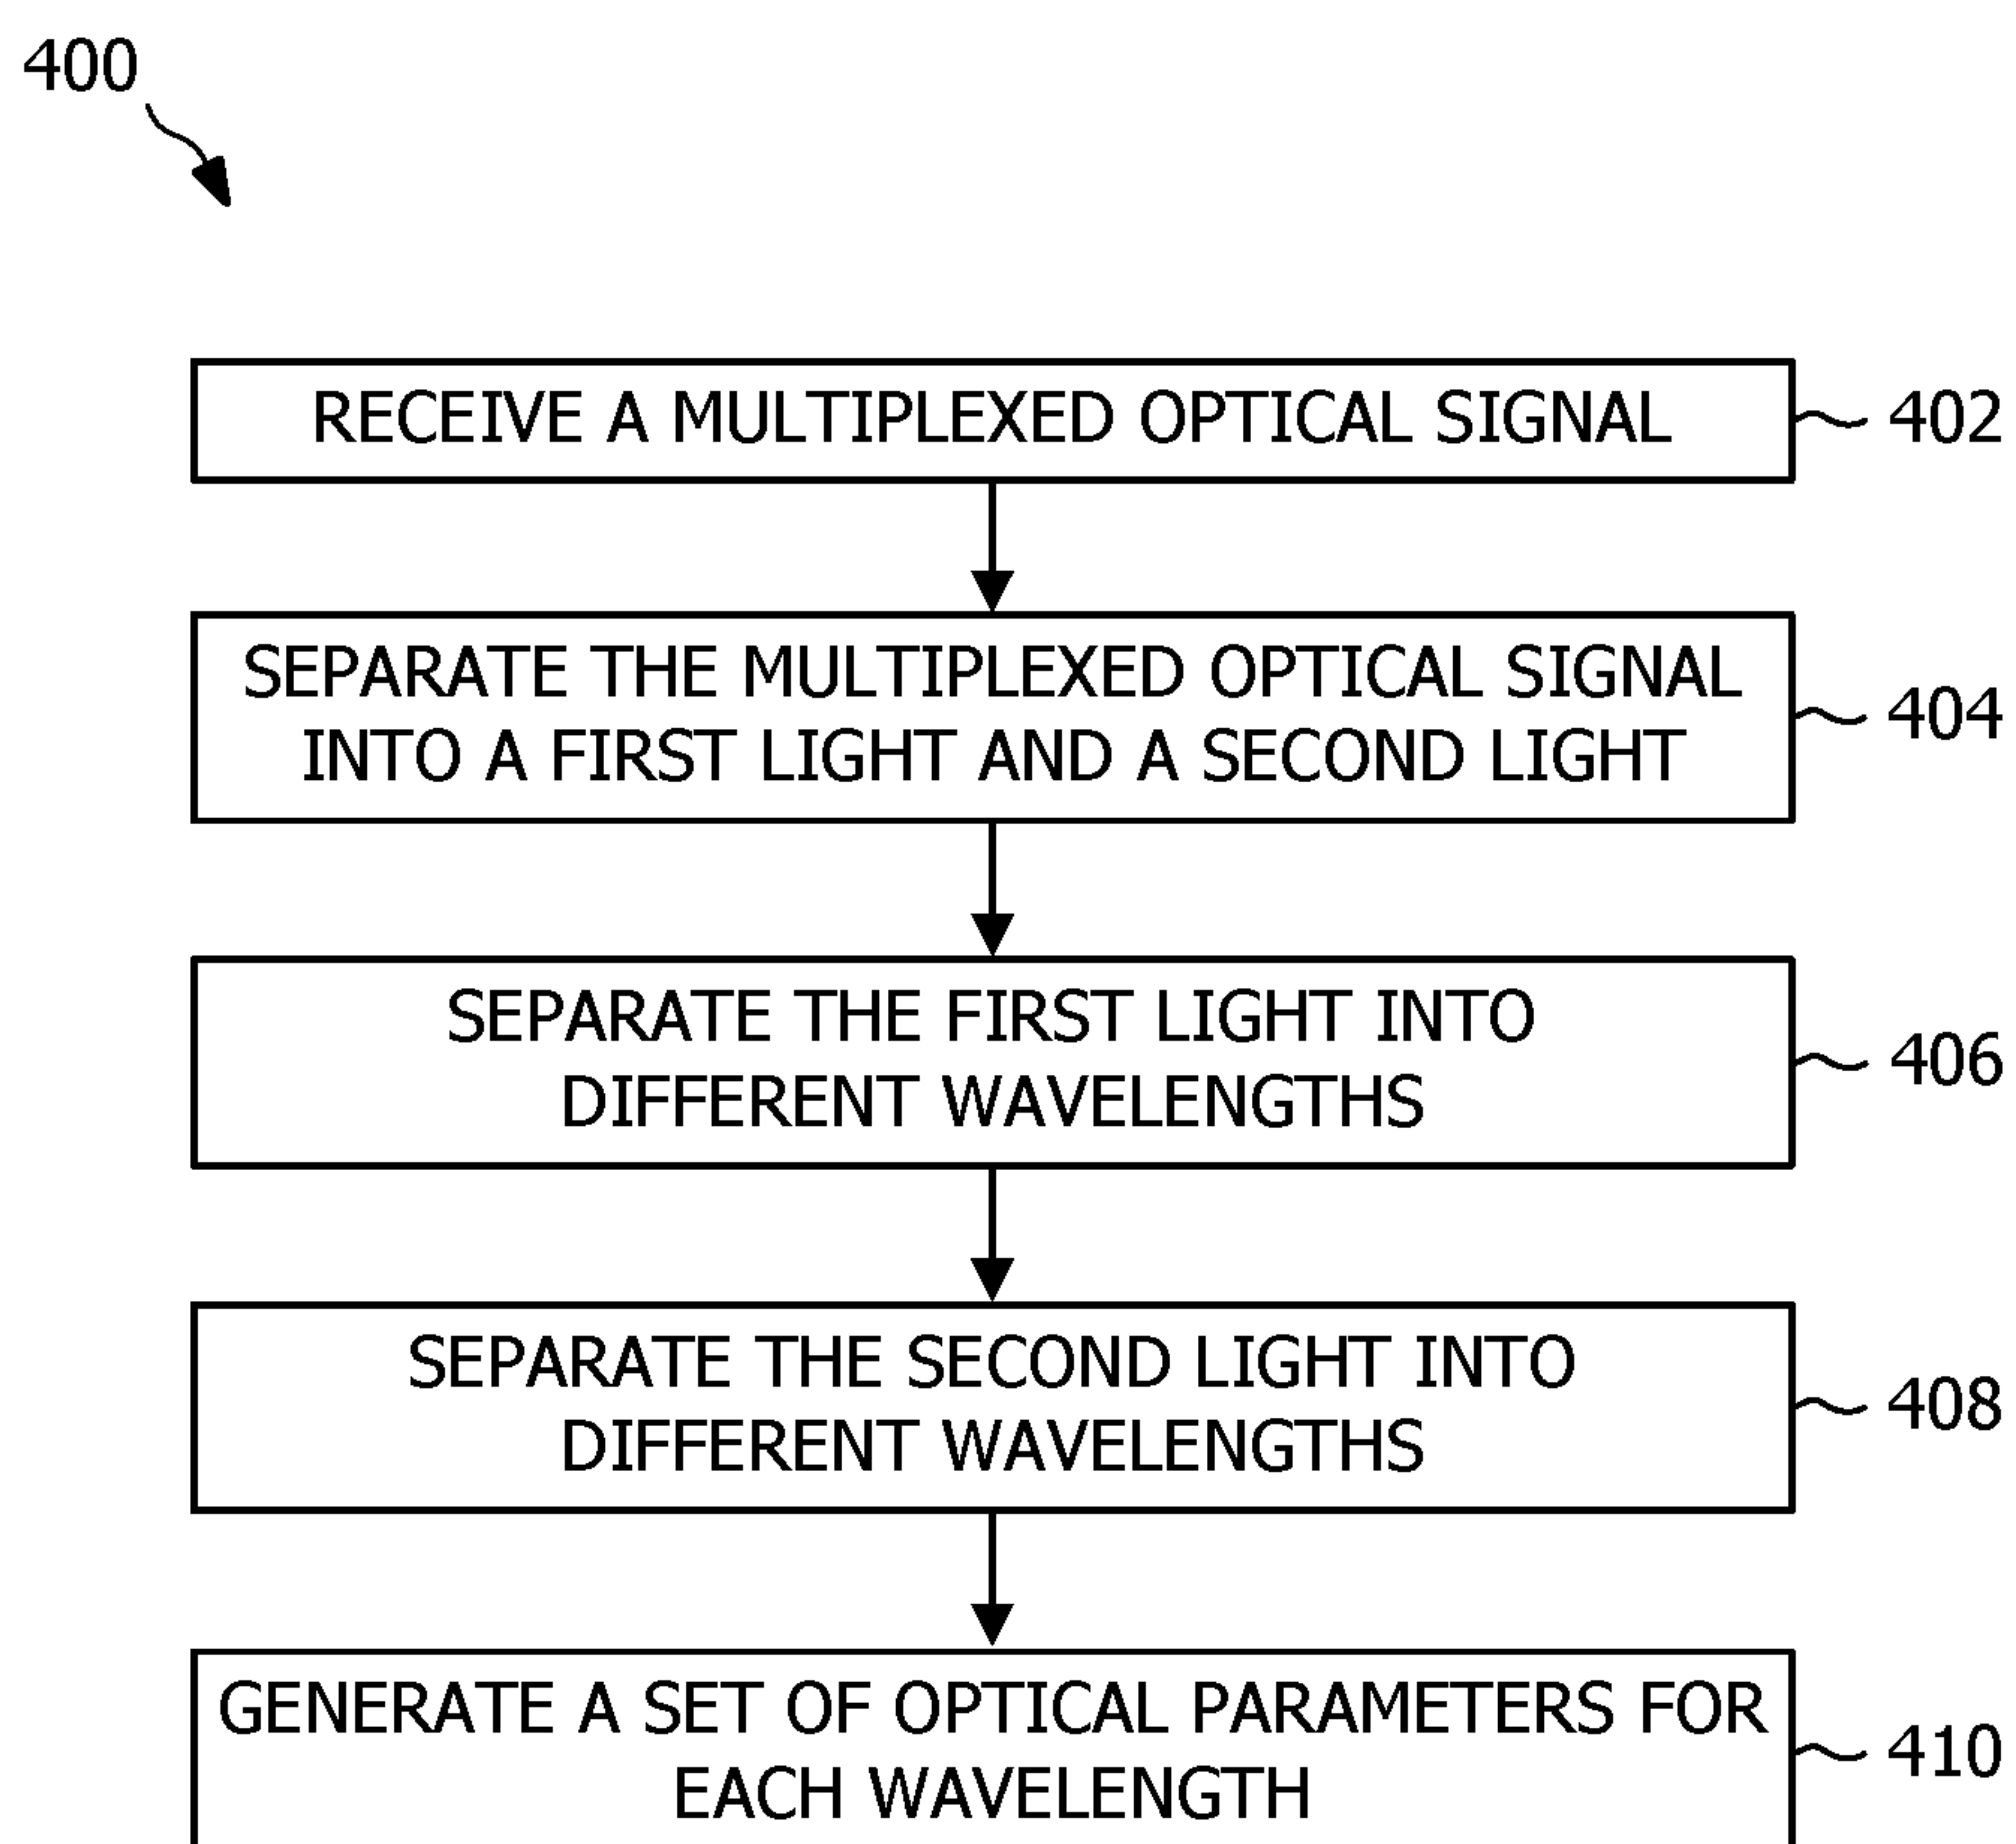 400
RECEIVE A MULTIPLEXED OPTICAL SIGNAL
402
SEPARATE THE MULTIPLEXED OPTICAL SIGNAL
INTO A FIRST LIGHT AND A SECOND LIGHT
404
SEPARATE THE FIRST LIGHT INTO
DIFFERENT WAVELENGTHS
406
SEPARATE THE SECOND LIGHT INTO
DIFFERENT WAVELENGTHS
408
GENERATE A SET OF OPTICAL PARAMETERS FOR
EACH WAVELENGTH
410